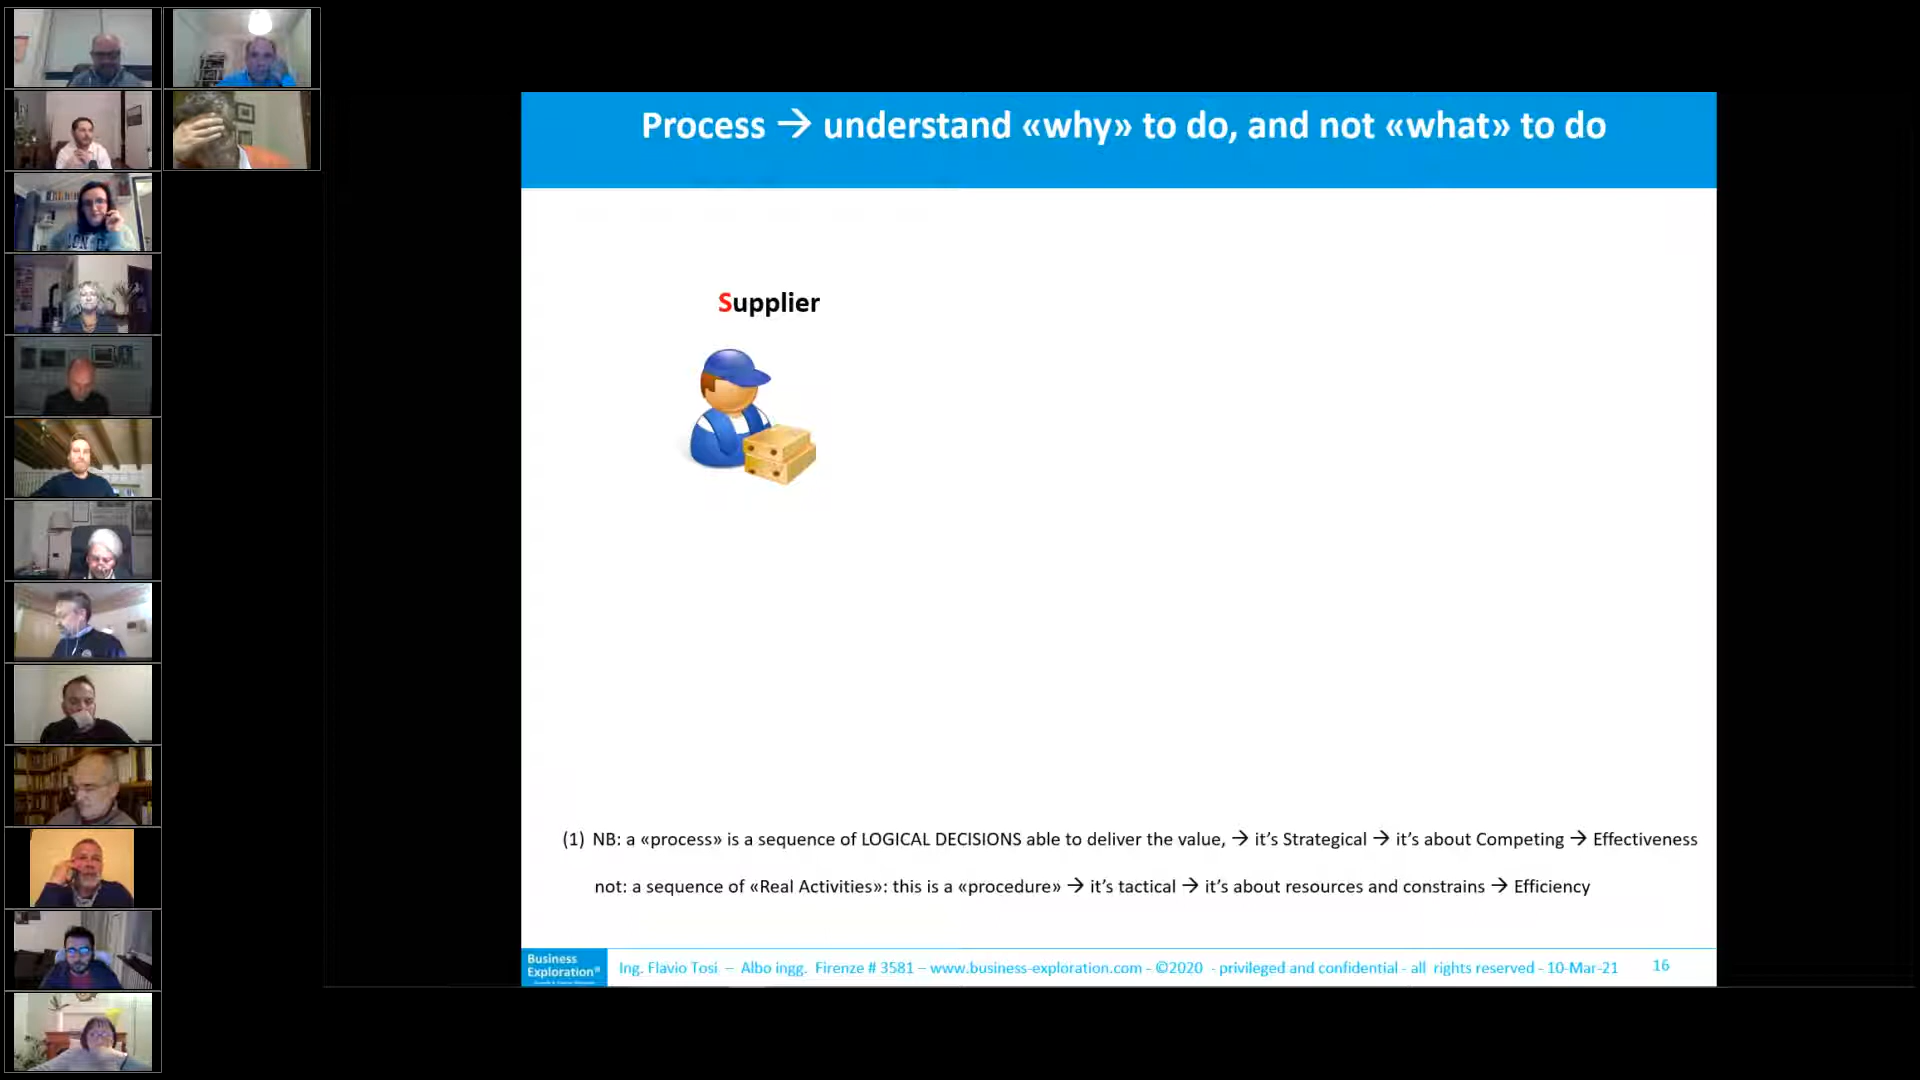 Process → understand «why» to do, and not «what» to do
Supplier
(1) NB: a «process» is a sequence of LOGICAL DECISIONS able to deliver the value, → it's Strategical → it's about Competing → Effectiveness
not: a sequence of «Real Activities»: this is a «procedure» → it's tactical → it's about resources and constrains → Efficiency
Business
Exploration®
Ing. Flavio Tosi – Albo ingg. Firenze # 3581 – www.business-exploration.com - ©2020 - privileged and confidential - all rights reserved - 10-Mar-21
16